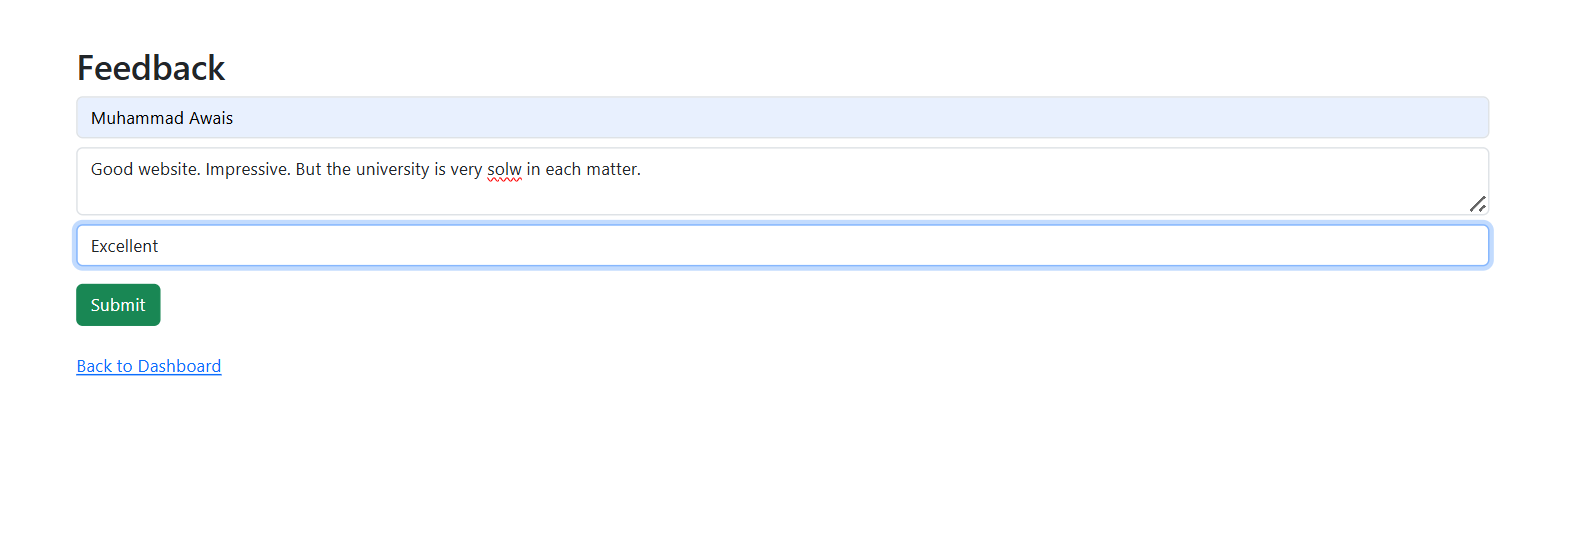 Feedback
Muhammad Awais
Good website. Impressive. But the university is very solw in each matter.
Excellent
Submit
Back to Dashboard